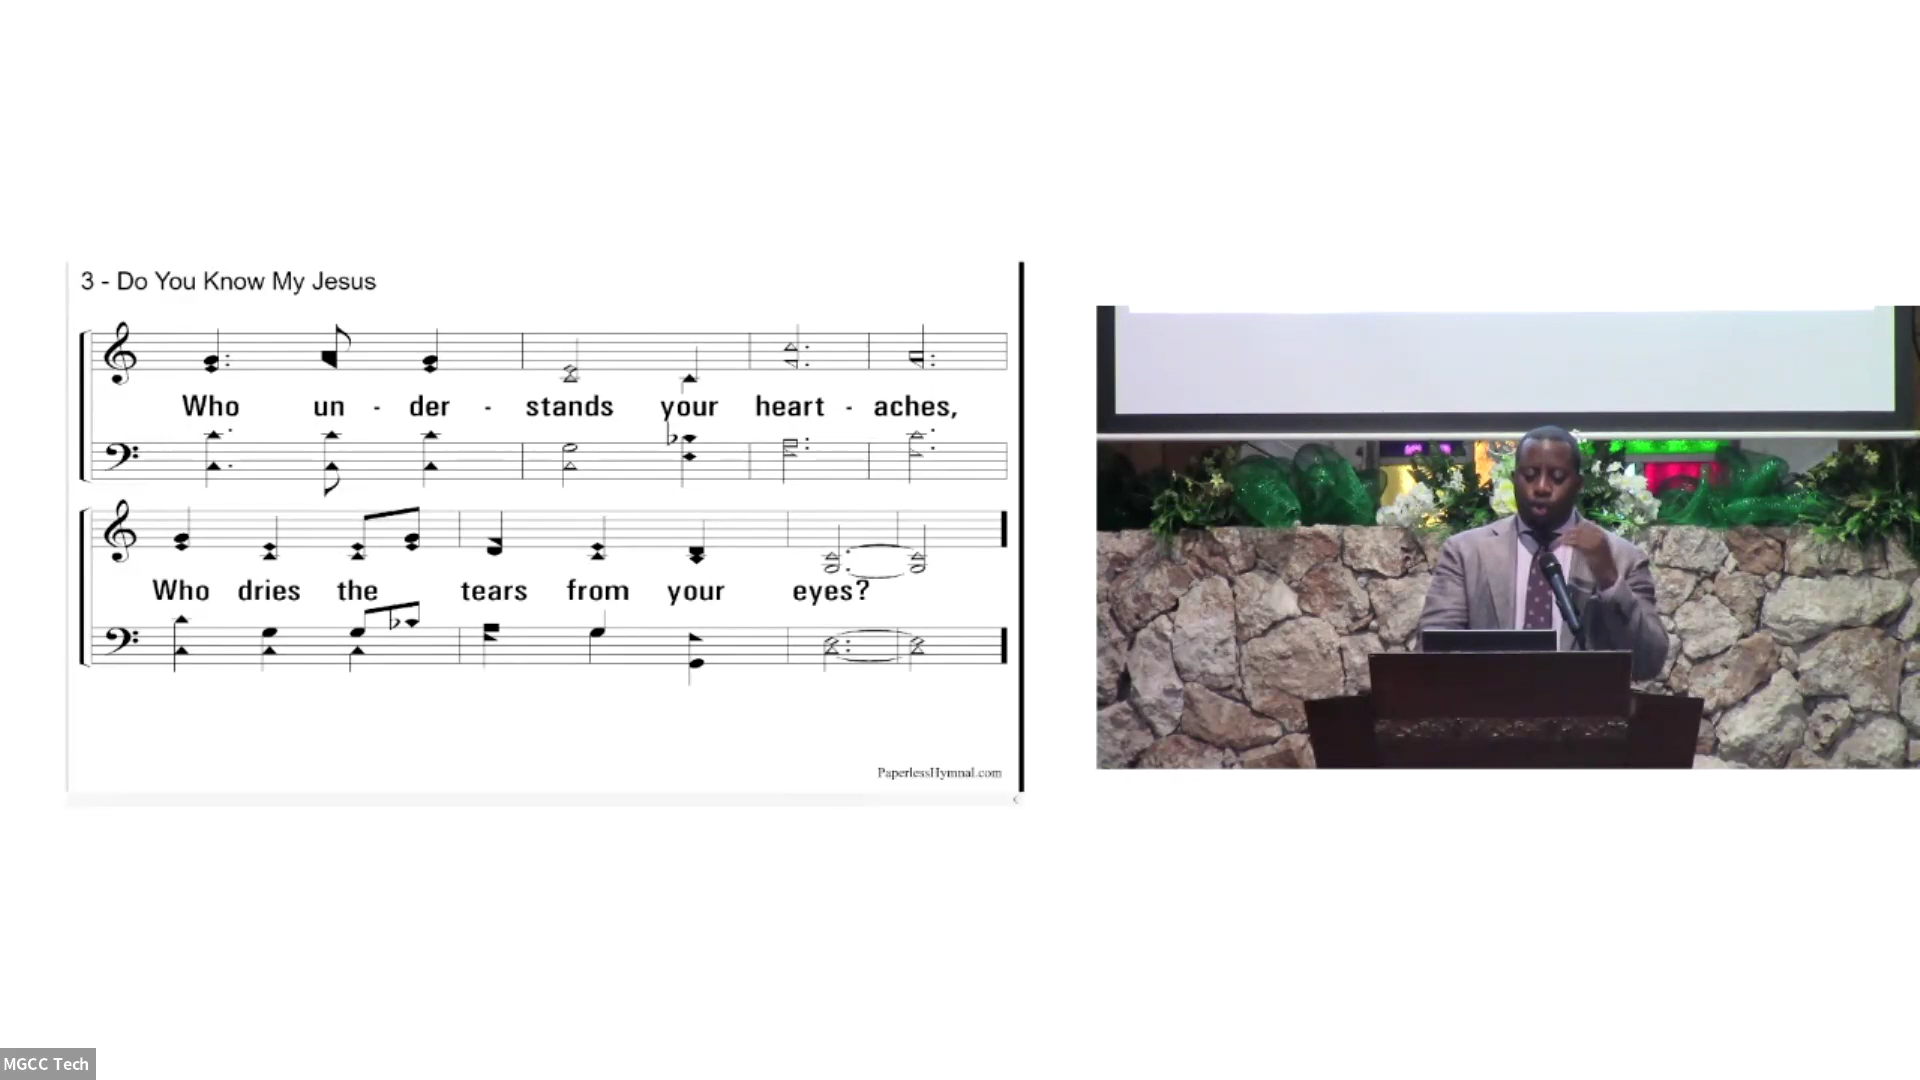 3 - Do You Know My Jesus
Who un - der - stands your heart - aches,
Who dries the tears from your eyes?
PaperlessHymnal.com
MGCC Tech